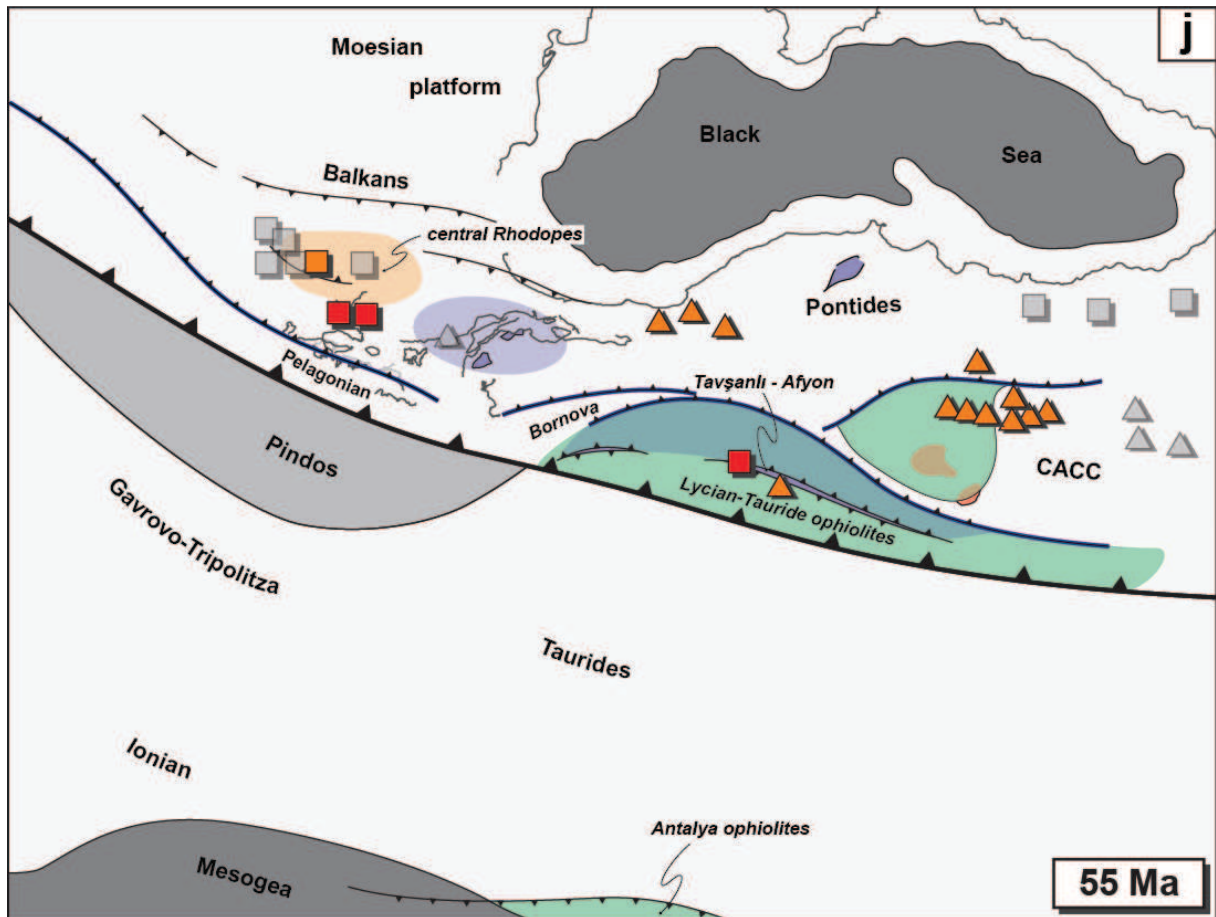 j
Moesian
platform
Black
Sea
Balkans
central Rhodopes
Pontides
Pelagonian
Tavşanlı - Afyon
Bornova
Pindos
CACC
Lycian-Tauride ophiolites
Gavrovo-Tripolitza
Taurides
Ionian
Antalya ophiolites
Mesogea
55 Ma